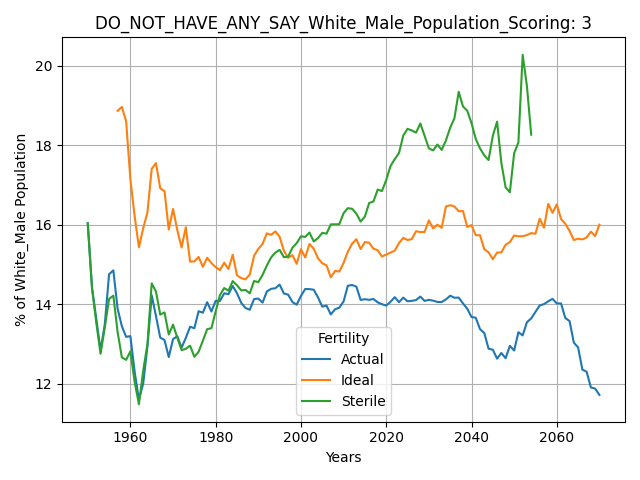 DO_NOT_HAVE_ANY_SAY_White_Male_Population_Scoring: 3
% of White_Male Population
20
18
16
14
12
Fertility
Actual
Ideal
Sterile
1960 1980 2000 2020 2040 2060
Years